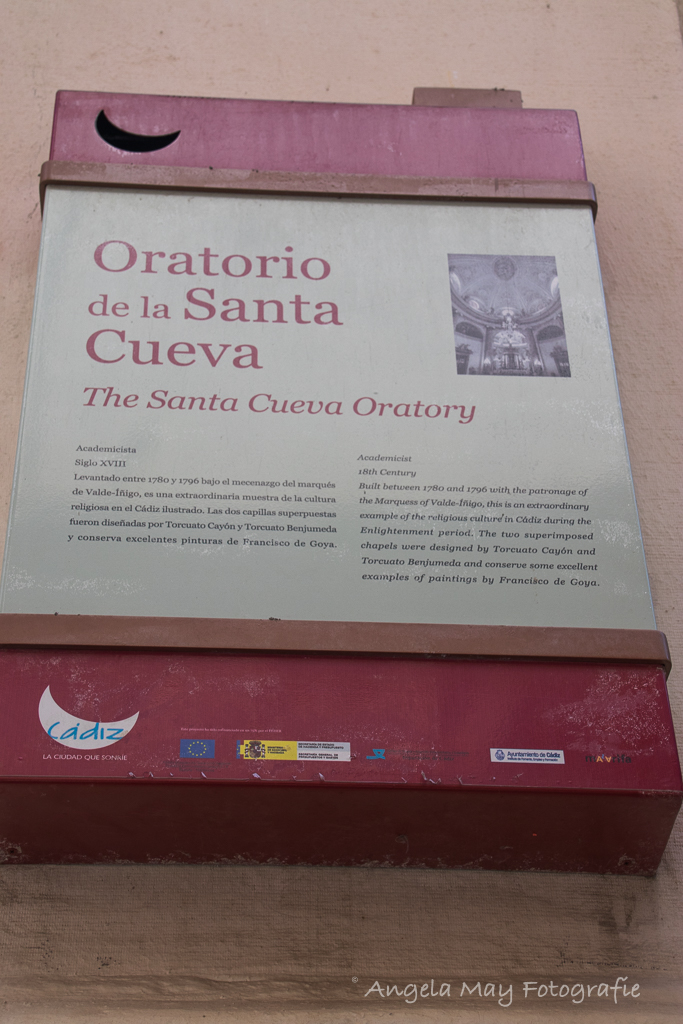 Oratorio
de la Santa
Cueva
The Santa Cueva Oratory
Academicista
Siglo XVIII
Levantado entre 1780 y 1796 bajo el mecenazgo del marqués
de Valde-Íñigo, es una extraordinaria muestra de la cultura
religiosa en el Cádiz ilustrado. Las dos capillas superpuestas
fueron diseñadas por Torcuato Cayón y Torcuato Benjumeda
y conserva excelentes pinturas de Francisco de Goya.
Academicist
18th Century
Built between 1780 and 1796 with the patronage of
the Marquess of Valde-Íñigo, this is an extraordinary
example of the religious culture in Cádiz during the
Enlightenment period. The two superimposed
chapels were designed by Torcuato Cayón and
Torcuato Benjumeda and conserve some excellent
examples of paintings by Francisco de Goya.
cádiz
LA CIUDAD QUE SONRÍE
Ayuntamiento de Cádiz
© Angela May Fotografie